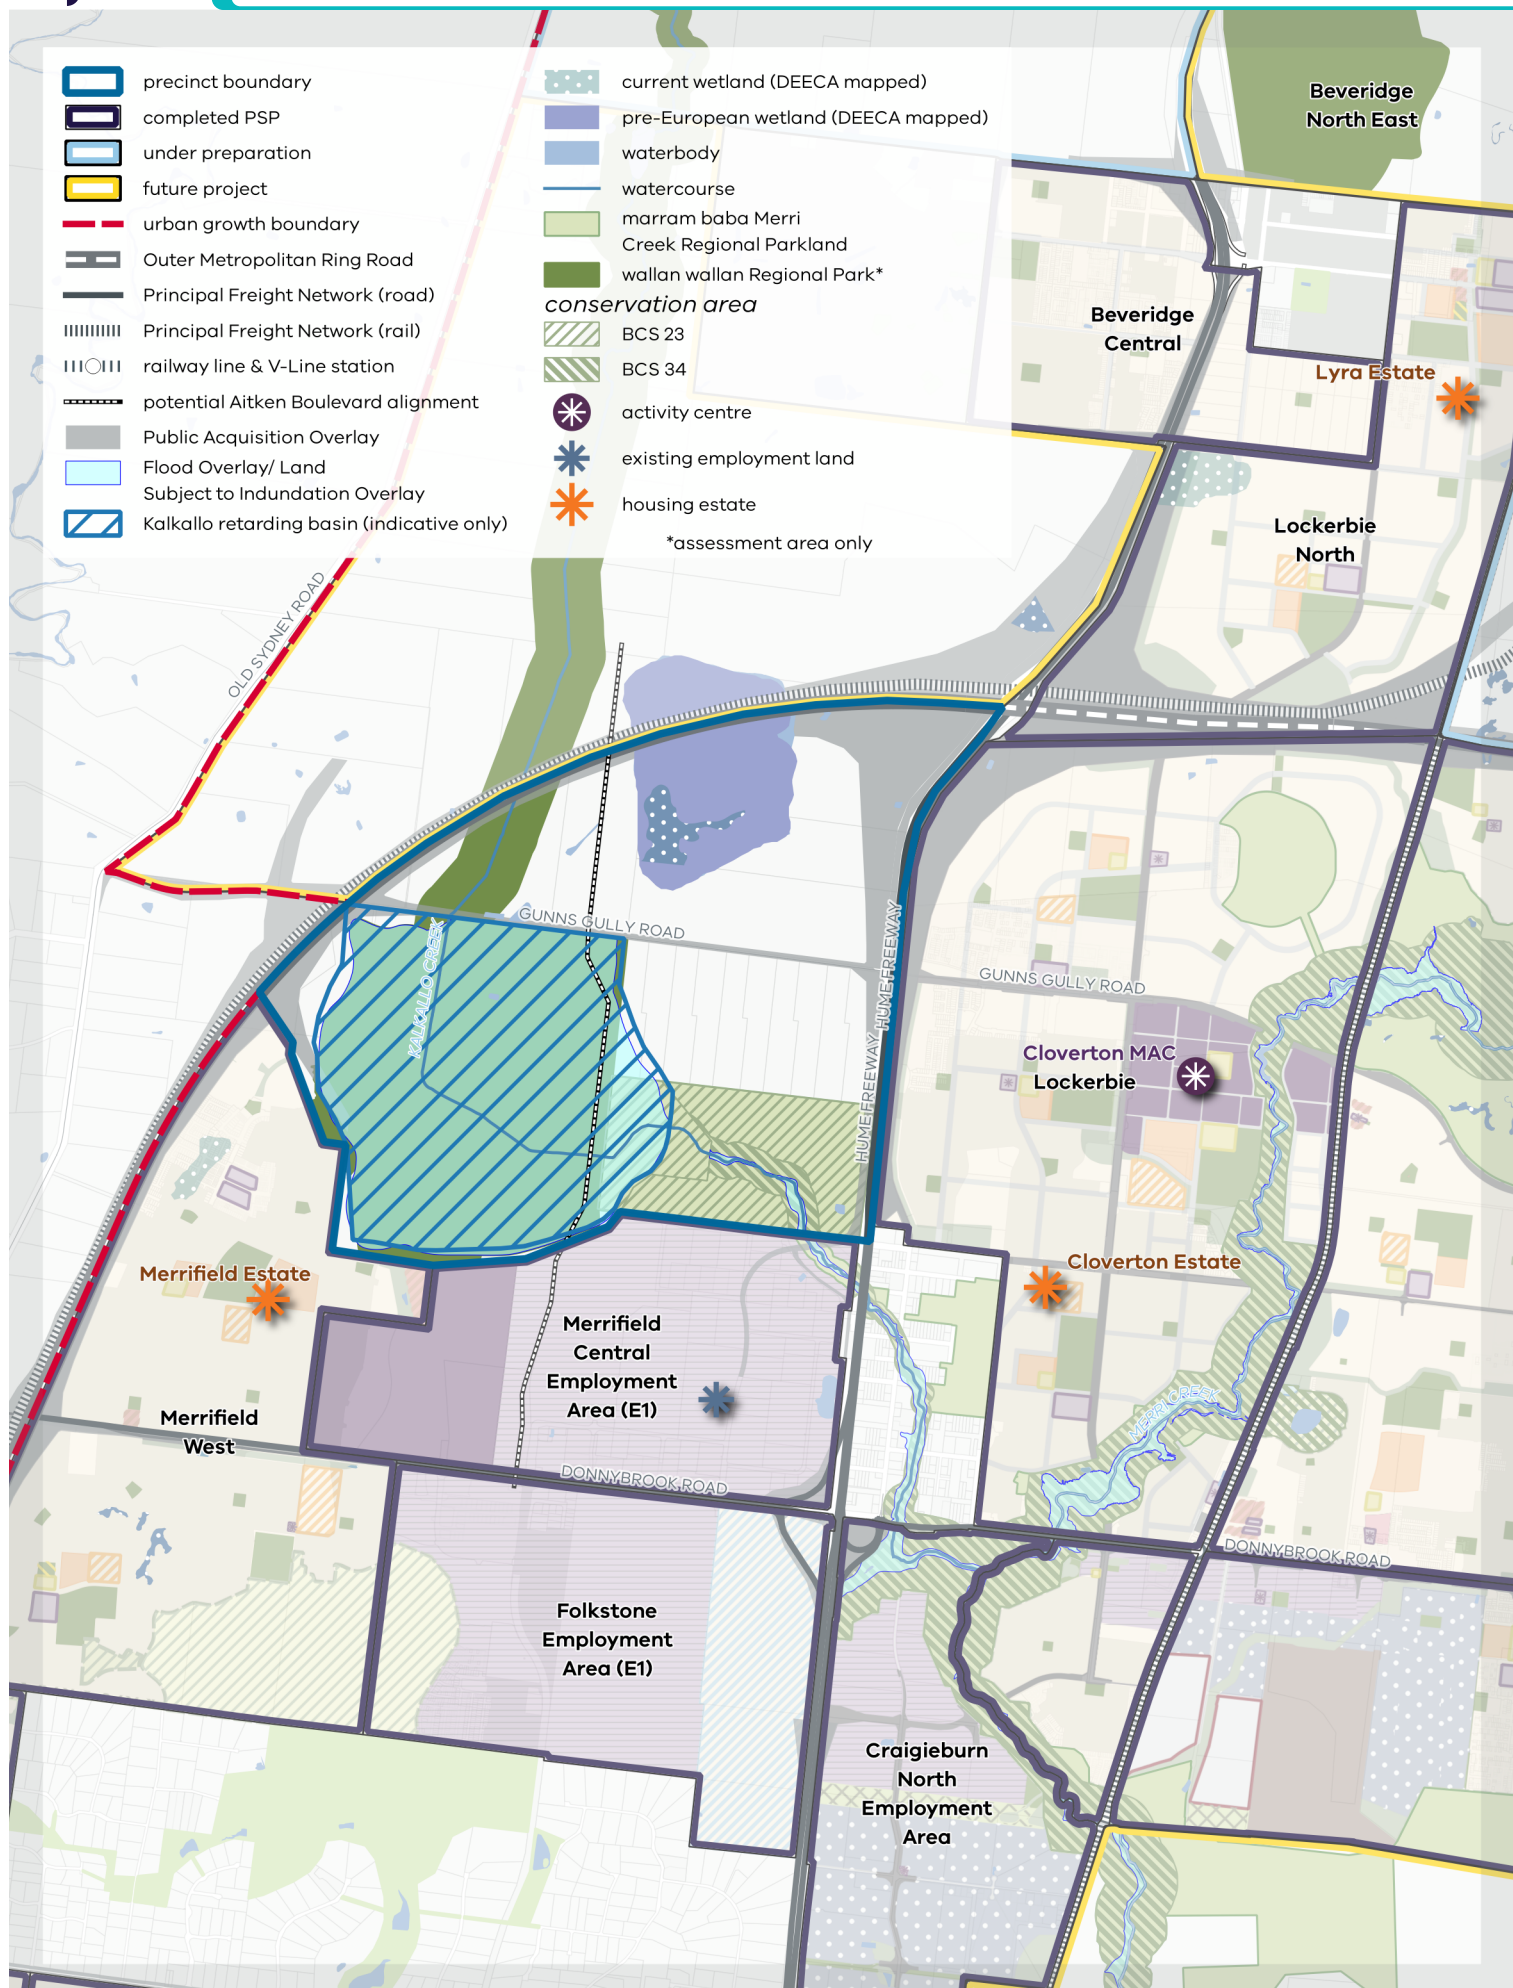 precinct boundary
completed PSP
under preparation
future project
urban growth boundary
Outer Metropolitan Ring Road
Principal Freight Network (road)
Principal Freight Network (rail)
railway line & V-Line station
potential Aitken Boulevard alignment
Public Acquisition Overlay
Flood Overlay/ Land
Subject to Indundation Overlay
Kalkallo retarding basin (indicative only)
current wetland (DEECA mapped)
pre-European wetland (DEECA mapped)
waterbody
watercourse
marram baba Merri
Creek Regional Parkland
wallan wallan Regional Park*
conservation area
BCS 23
BCS 34
activity centre
existing employment land
housing estate
*assessment area only
Beveridge
North East
Beveridge
Central
Lyra Estate
Lockerbie
North
OLD SYDNEY ROAD
GUNNS GULLY ROAD
KALKALLO CREEK
HUME FREEWAY
HUME FREEWAY
GUNNS GULLY ROAD
Cloverton MAC
Lockerbie
Cloverton Estate
Merrifield Estate
Merrifield
Central
Employment
Area (E1)
Merrifield
West
MERRI CREEK
DONNYBROOK ROAD
DONNYBROOK ROAD
Folkstone
Employment
Area (E1)
Craigieburn
North
Employment
Area